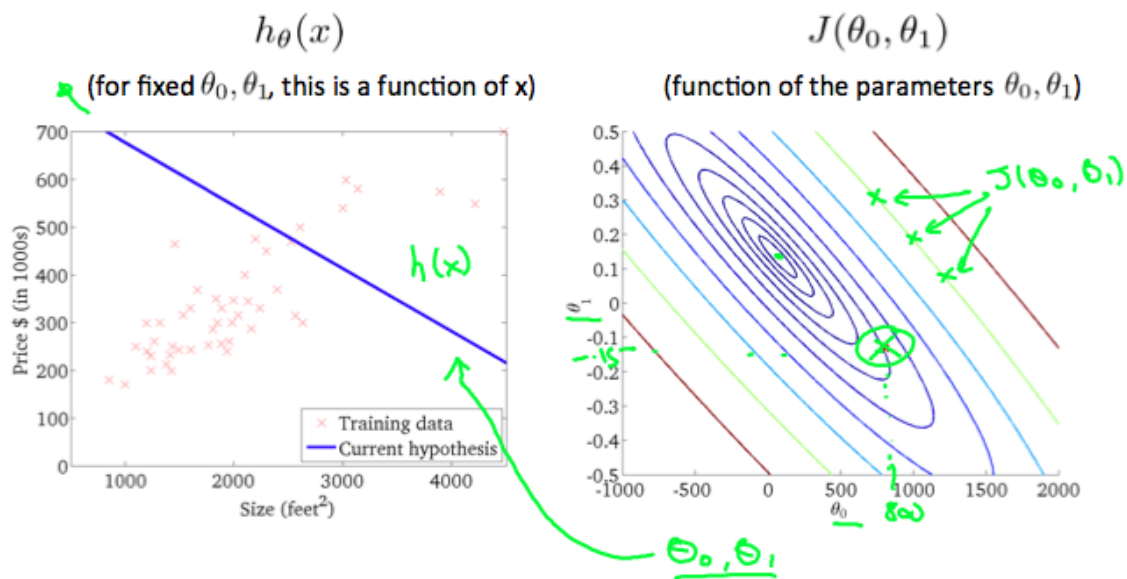 h_θ(x)
(for fixed θ₀, θ₁, this is a function of x)
700
600
500
400
300
200
100
0
Price $ (in 1000s)
1000
2000
3000
4000
Size (feet²)
Training data
Current hypothesis
h(x)
θ₀, θ₁
J(θ₀, θ₁)
(function of the parameters θ₀, θ₁)
0.5
0.4
0.3
0.2
0.1
0
-0.1
-0.2
-0.3
-0.4
-0.5
θ₁
-.15
-1000
-500
0
500
1000
1500
2000
θ₀
800
J(θ₀, θ₁)